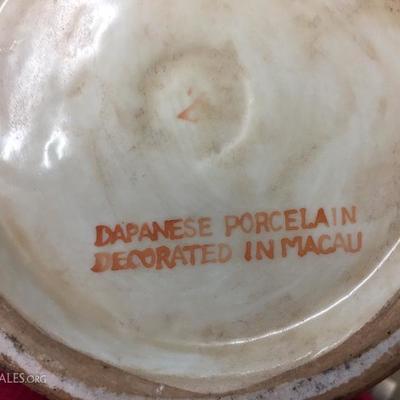 DAPANESE PORCELAIN
DECORATED IN MACAU
ALES.ORG